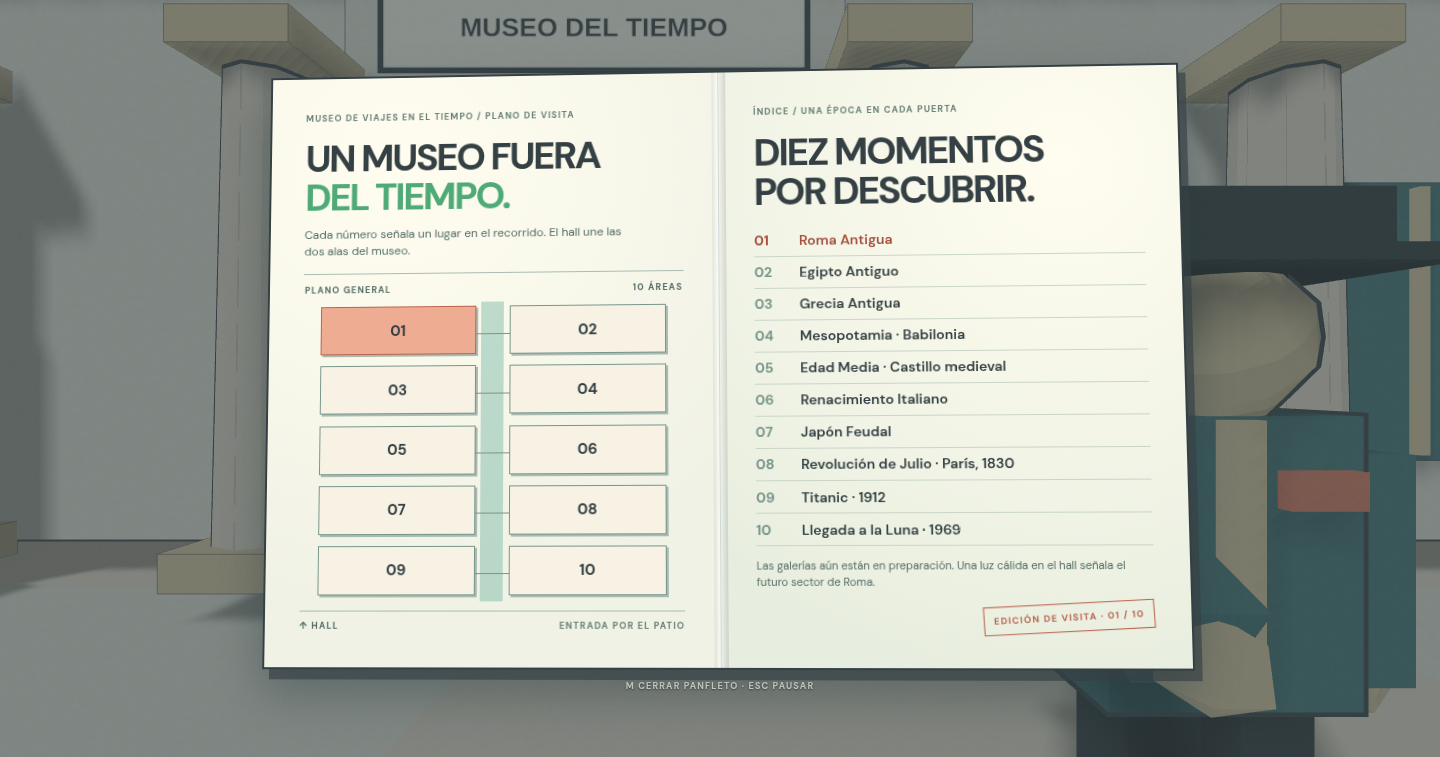 MUSEO DEL TIEMPO
MUSEO DE VIAJES EN EL TIEMPO / PLANO DE VISITA
UN MUSEO FUERA
DEL TIEMPO.
Cada número señala un lugar en el recorrido. El hall une las
dos alas del museo.
PLANO GENERAL
10 ÁREAS
01
02
03
04
05
06
07
08
09
10
↑ HALL
ENTRADA POR EL PATIO
ÍNDICE / UNA ÉPOCA EN CADA PUERTA
DIEZ MOMENTOS
POR DESCUBRIR.
01 Roma Antigua
02 Egipto Antiguo
03 Grecia Antigua
04 Mesopotamia · Babilonia
05 Edad Media · Castillo medieval
06 Renacimiento Italiano
07 Japón Feudal
08 Revolución de Julio · París, 1830
09 Titanic · 1912
10 Llegada a la Luna · 1969
Las galerías aún están en preparación. Una luz cálida en el hall señala el
futuro sector de Roma.
EDICIÓN DE VISITA · 01 / 10
M CERRAR PANFLETO · ESC PAUSAR